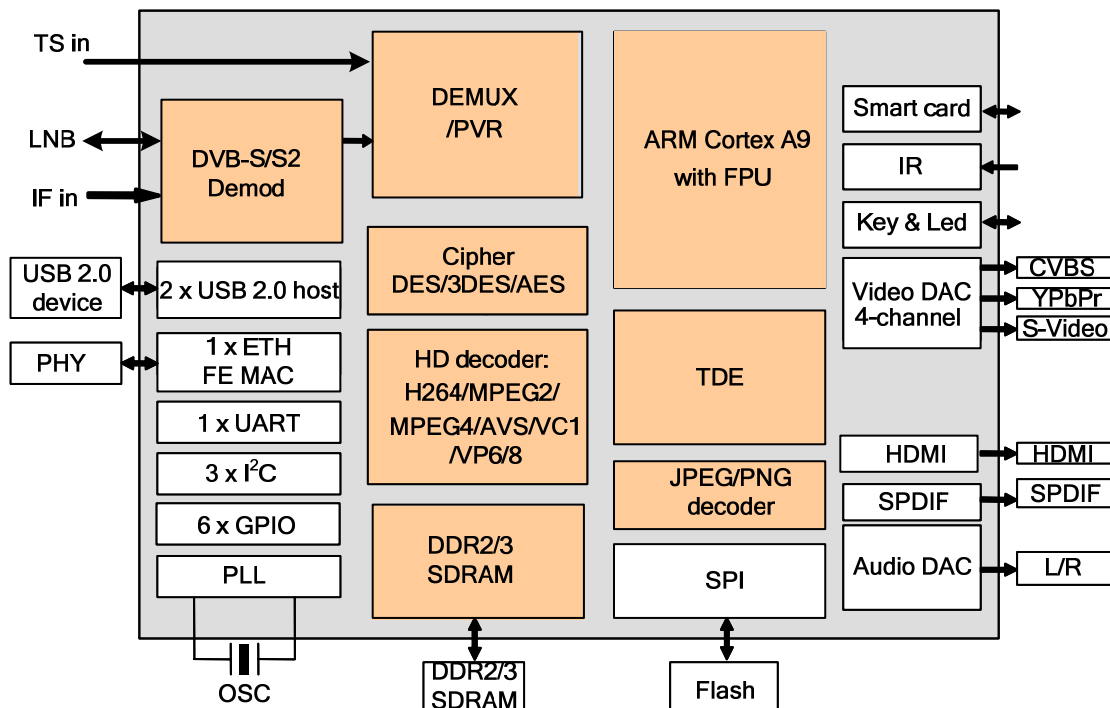 TS in
LNB
IF in
DVB-S/S2
Demod
DEMUX
/PVR
ARM Cortex A9
with FPU
Smart card
IR
Key & Led
USB 2.0
device
2 x USB 2.0 host
Cipher
DES/3DES/AES
Video DAC
4-channel
CVBS
YPbPr
S-Video
PHY
1 x ETH
FE MAC
HD decoder:
H264/MPEG2/
MPEG4/AVS/VC1
/VP6/8
TDE
1 x UART
3 x I²C
6 x GPIO
PLL
JPEG/PNG
decoder
HDMI
HDMI
SPDIF
SPDIF
DDR2/3
SDRAM
SPI
Audio DAC
L/R
OSC
DDR2/3
SDRAM
Flash